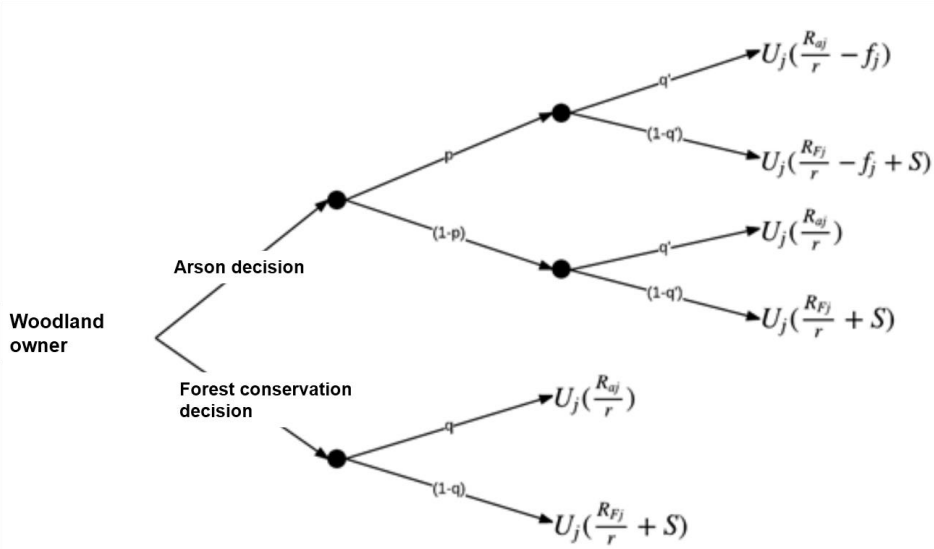 U_j(R_aj/r − f_j)
q'
(1-q')
U_j(R_Fj/r − f_j + S)
p
(1-p)
U_j(R_aj/r)
q'
(1-q')
U_j(R_Fj/r + S)
Arson decision
Woodland
owner
Forest conservation
decision
U_j(R_aj/r)
q
(1-q)
U_j(R_Fj/r + S)